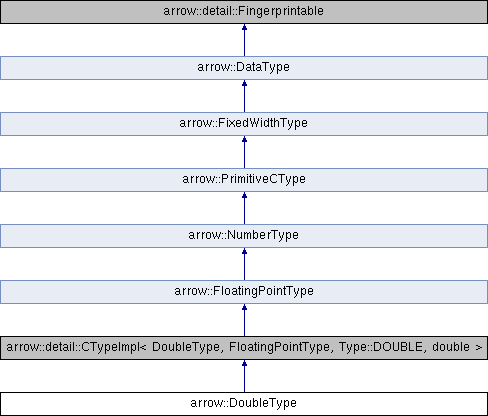 arrow::detail::Fingerprintable
arrow::DataType
arrow::FixedWidthType
arrow::PrimitiveCType
arrow::NumberType
arrow::FloatingPointType
arrow::detail::CTypeImpl< DoubleType, FloatingPointType, Type::DOUBLE, double >
arrow::DoubleType